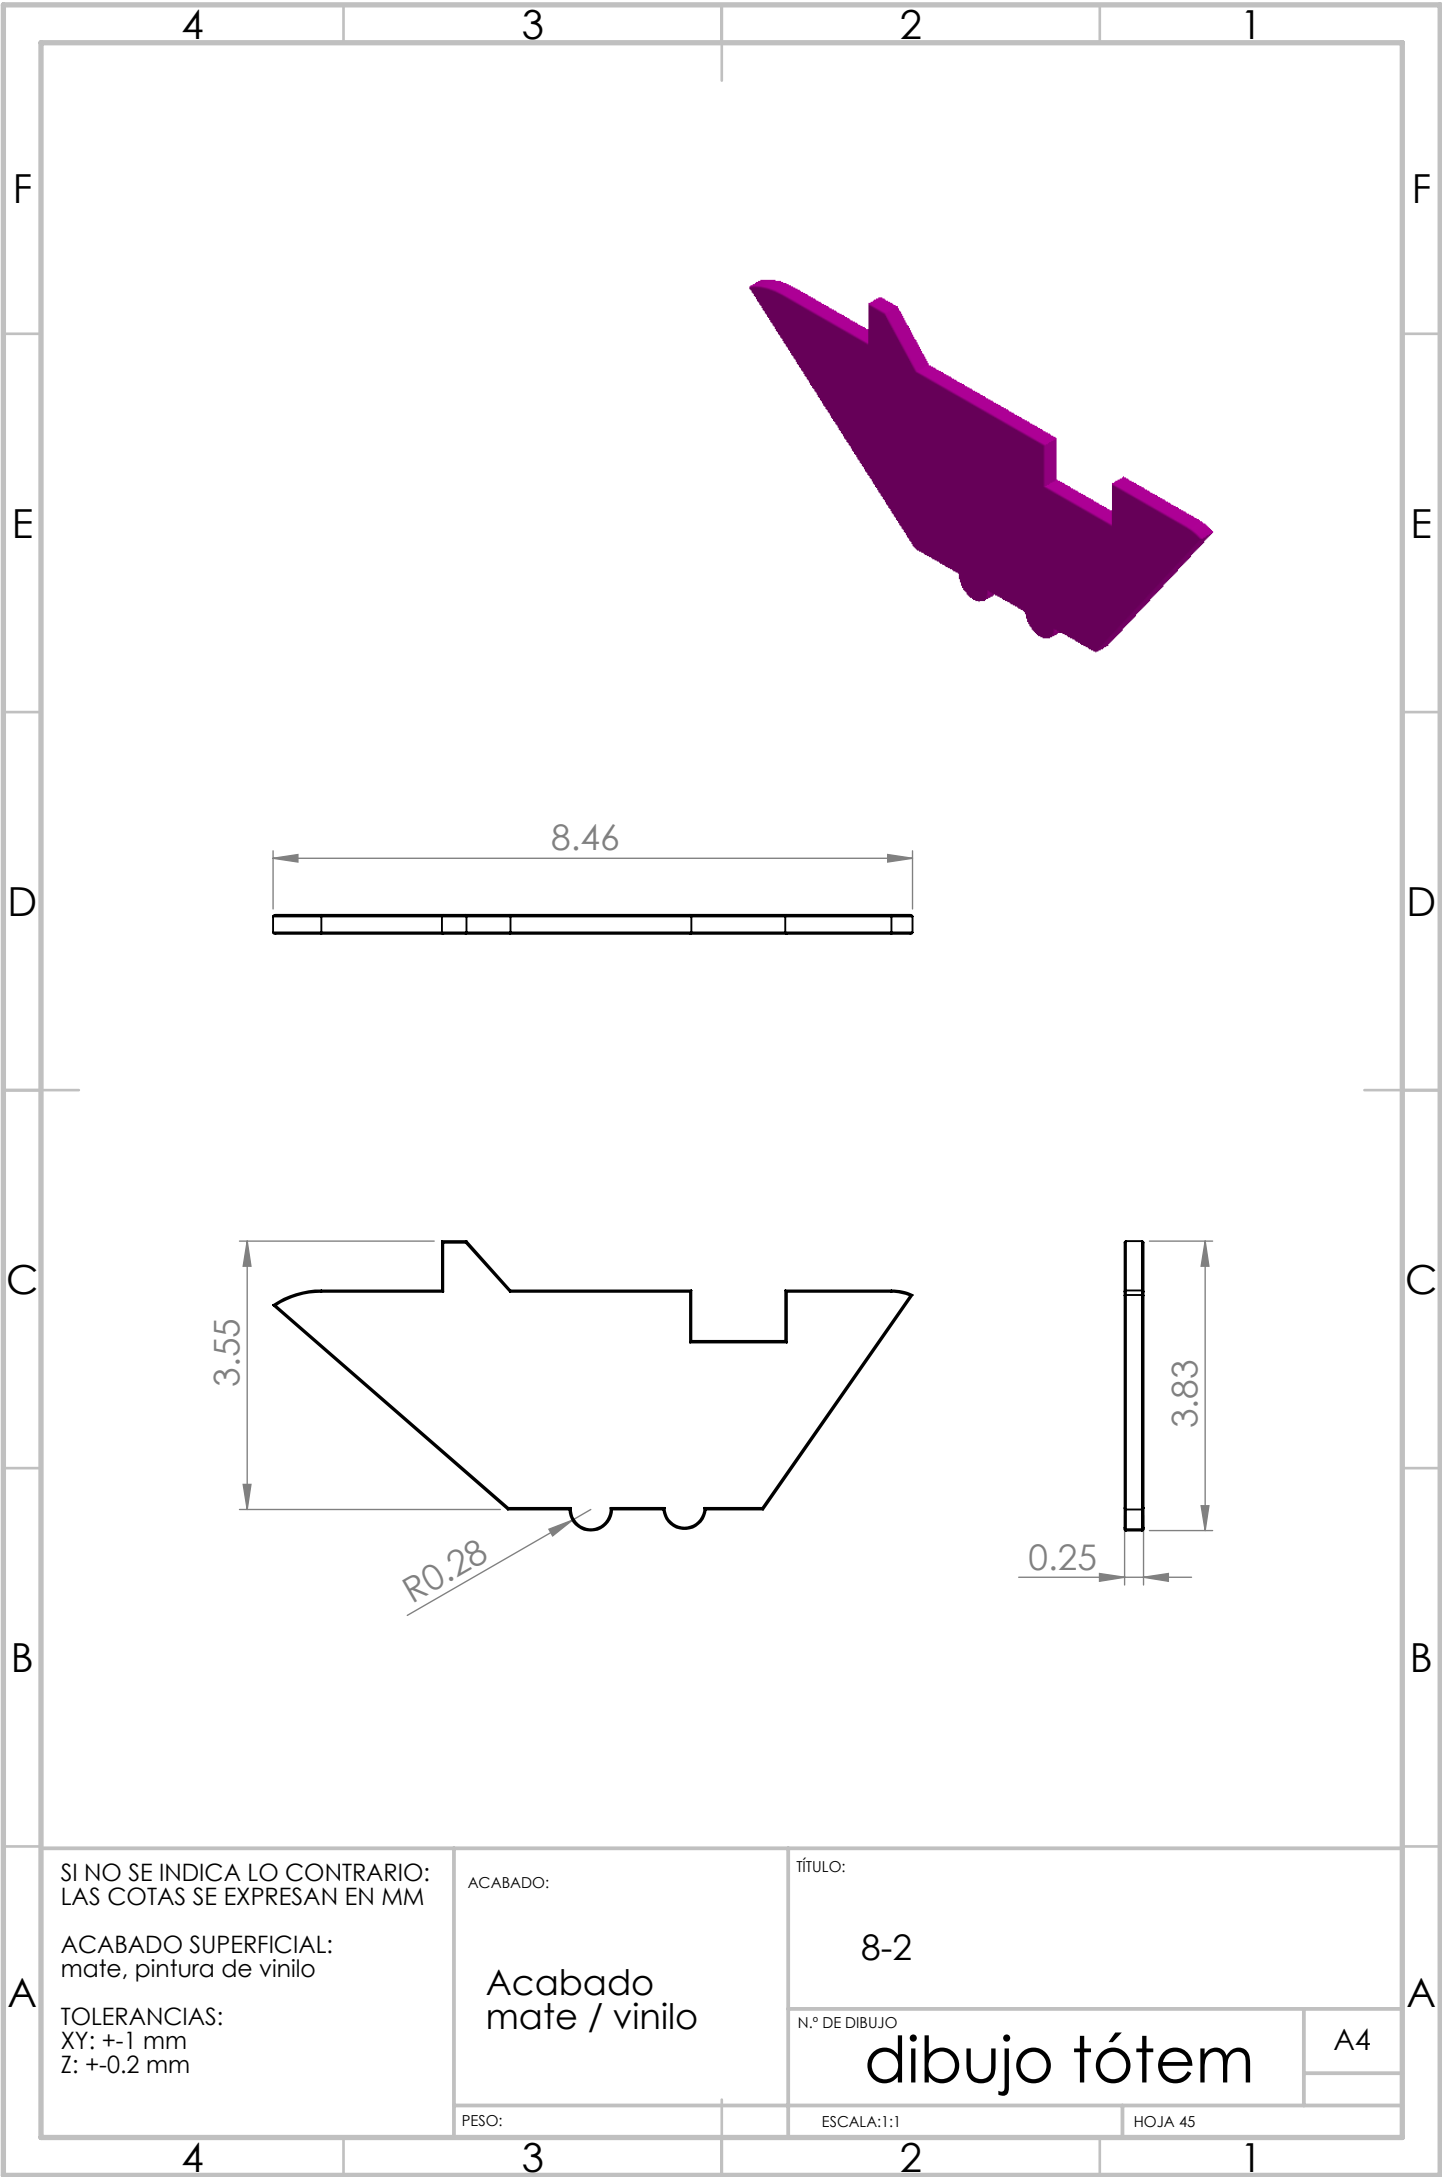 4 3 2 1
F F
E E
8.46
D D
C C
3.55
3.83
R0.28
0.25
B B
SI NO SE INDICA LO CONTRARIO:
LAS COTAS SE EXPRESAN EN MM
ACABADO SUPERFICIAL:
mate, pintura de vinilo
TOLERANCIAS:
XY: +-1 mm
Z: +-0.2 mm
ACABADO:
Acabado
mate / vinilo
PESO:
TÍTULO:
8-2
N.º DE DIBUJO
dibujo tótem
A4
ESCALA:1:1
HOJA 45
A A
4 3 2 1